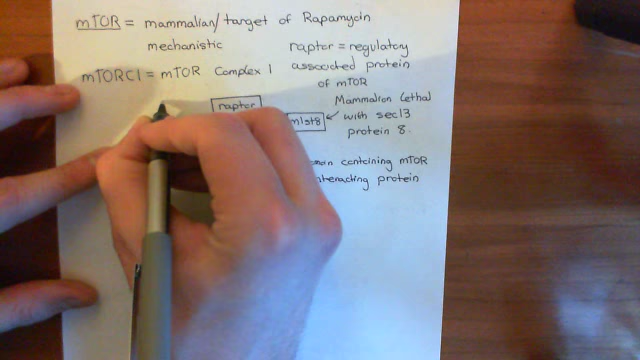 mTOR = mammalian/ target of Rapamycin
mechanistic
raptor = regulatory
associated protein
of mTOR
mTORC1 = mTOR Complex 1
raptor
mlst8
Mammalian lethal
with sec13
protein 8.
containing mTOR
interacting protein